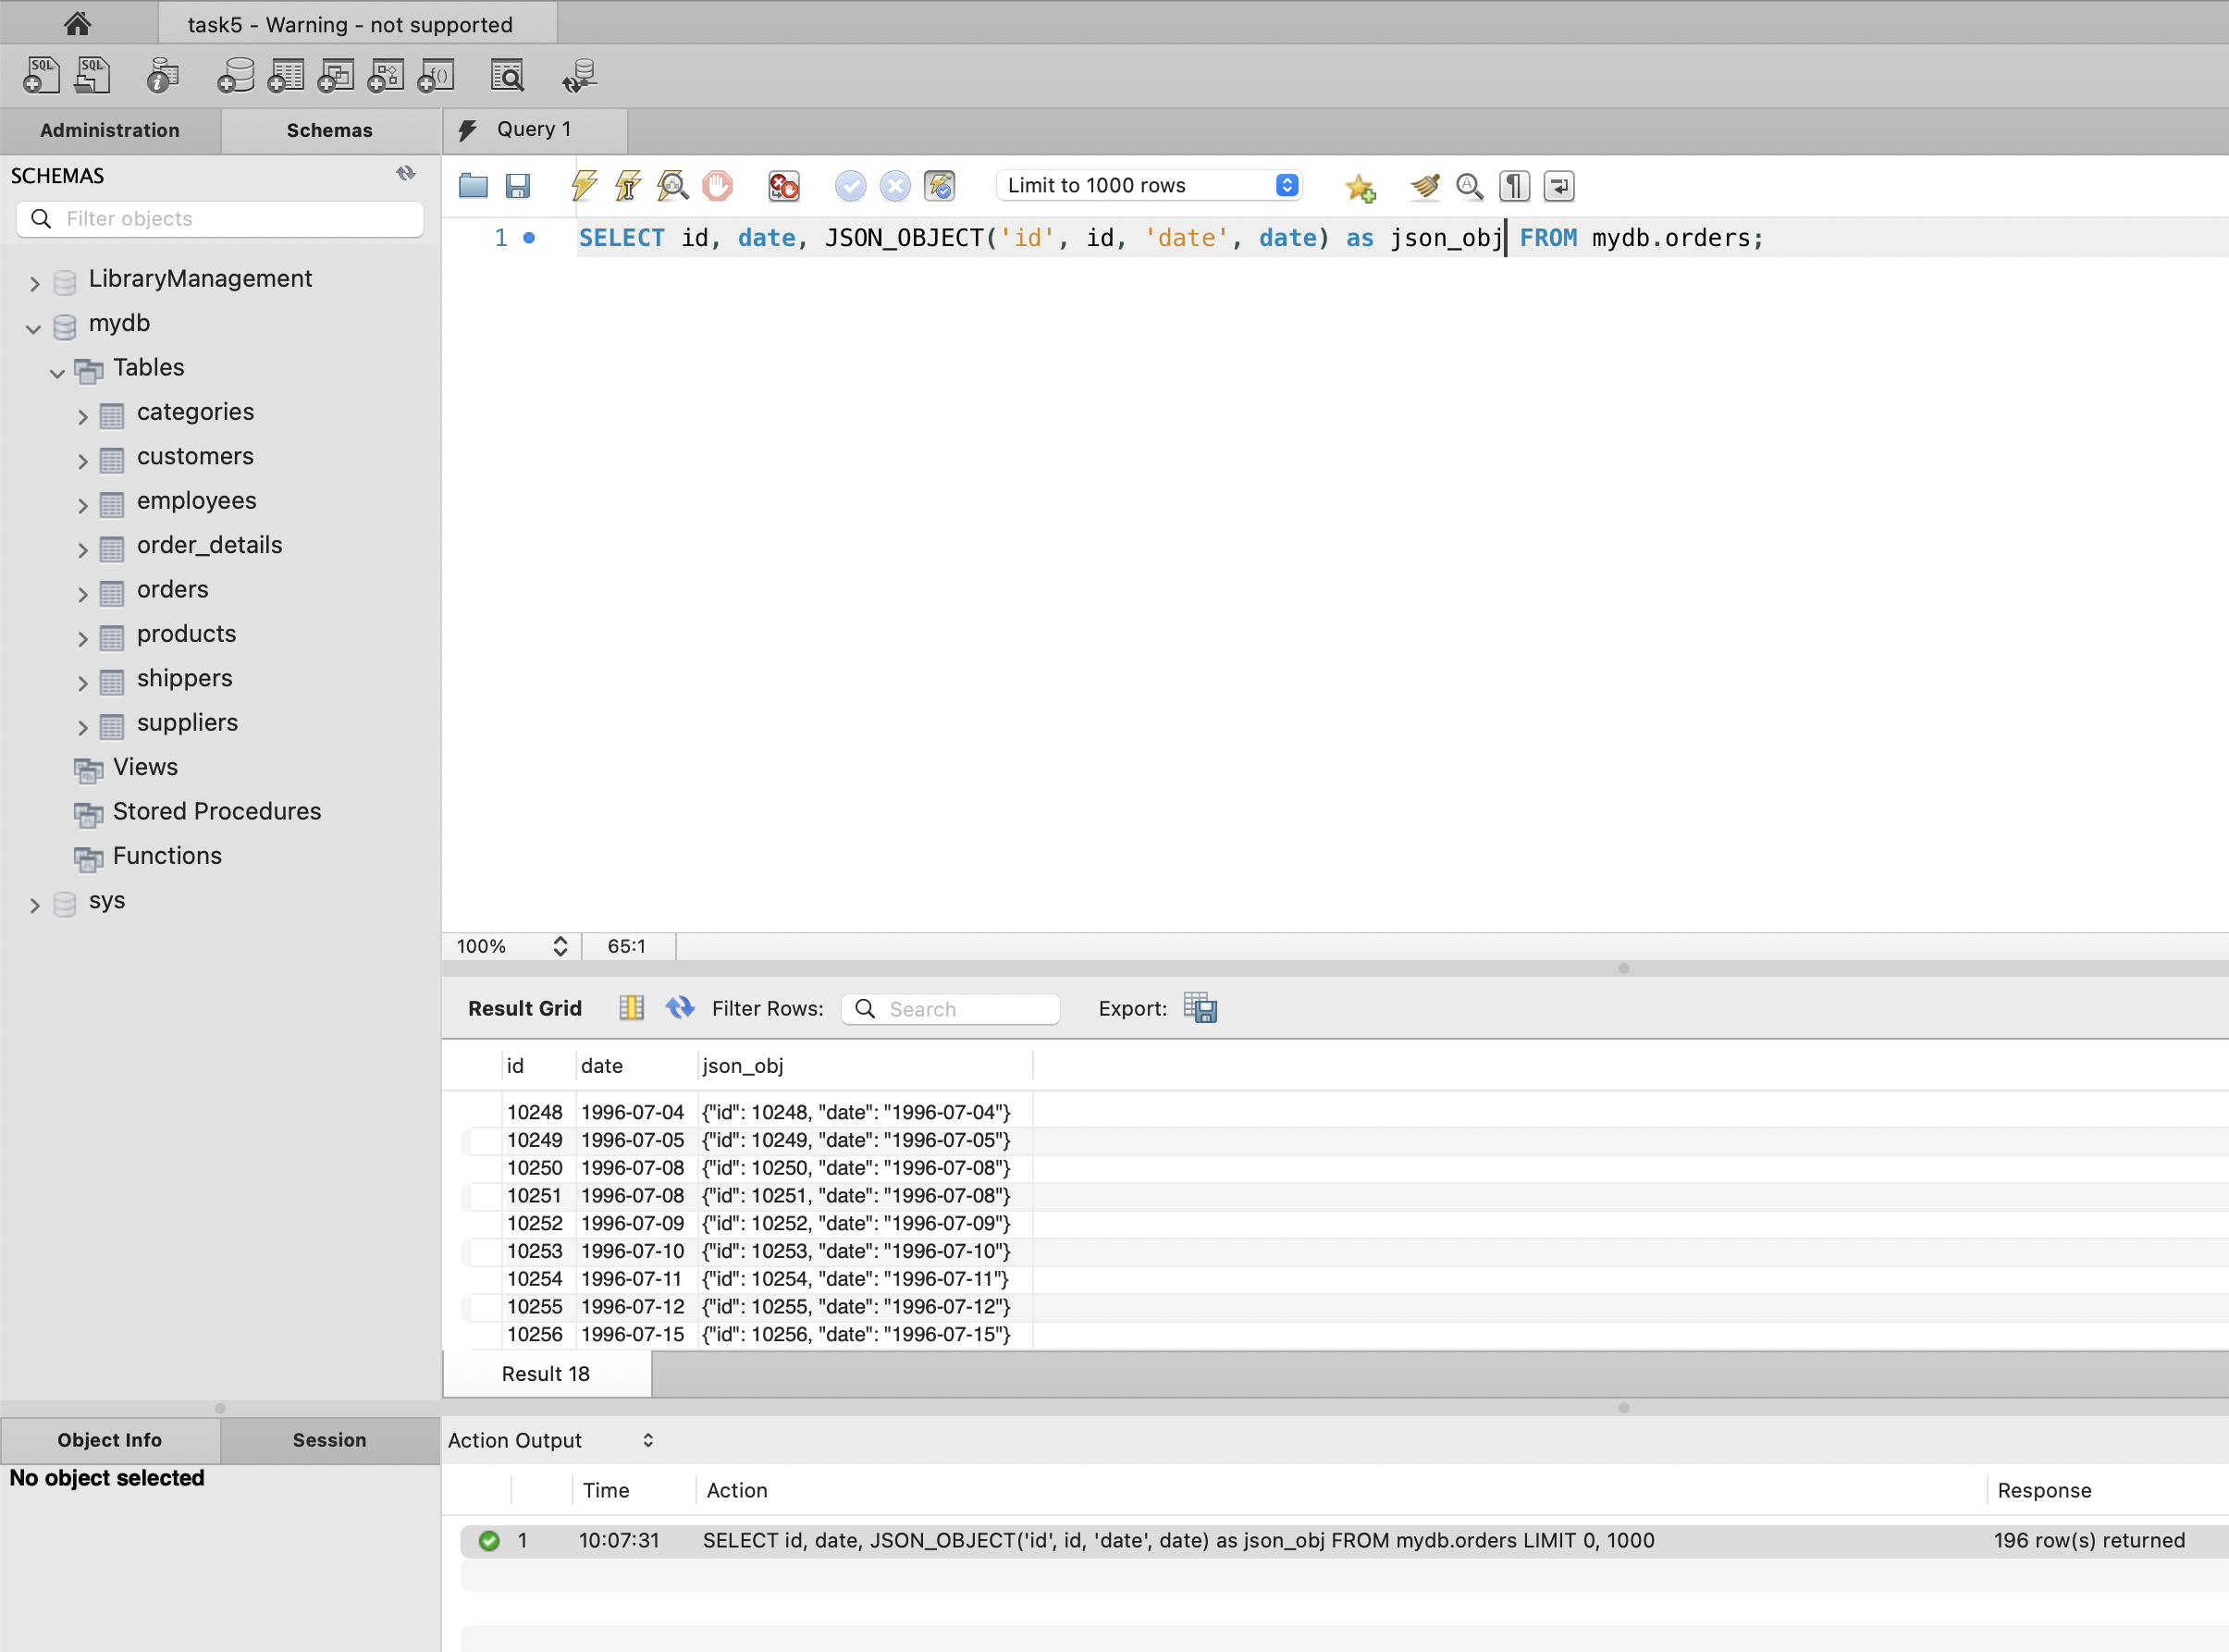 task5 - Warning - not supported
SQL SQL
Administration Schemas
Query 1
SCHEMAS
Filter objects
Limit to 1000 rows
1 SELECT id, date, JSON_OBJECT('id', id, 'date', date) as json_obj FROM mydb.orders;
LibraryManagement
mydb
Tables
categories
customers
employees
order_details
orders
products
shippers
suppliers
Views
Stored Procedures
Functions
sys
100% 65:1
Result Grid Filter Rows: Search Export:
id date json_obj
10248 1996-07-04 {"id": 10248, "date": "1996-07-04"}
10249 1996-07-05 {"id": 10249, "date": "1996-07-05"}
10250 1996-07-08 {"id": 10250, "date": "1996-07-08"}
10251 1996-07-08 {"id": 10251, "date": "1996-07-08"}
10252 1996-07-09 {"id": 10252, "date": "1996-07-09"}
10253 1996-07-10 {"id": 10253, "date": "1996-07-10"}
10254 1996-07-11 {"id": 10254, "date": "1996-07-11"}
10255 1996-07-12 {"id": 10255, "date": "1996-07-12"}
10256 1996-07-15 {"id": 10256, "date": "1996-07-15"}
Result 18
Object Info Session
No object selected
Action Output
Time Action Response
1 10:07:31 SELECT id, date, JSON_OBJECT('id', id, 'date', date) as json_obj FROM mydb.orders LIMIT 0, 1000 196 row(s) returned